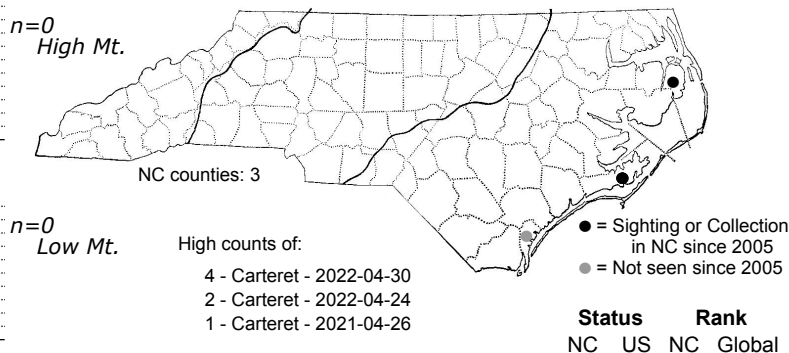 n=0
High Mt.
NC counties: 3
n=0
Low Mt.
High counts of:
4 - Carteret - 2022-04-30
2 - Carteret - 2022-04-24
1 - Carteret - 2021-04-26
= Sighting or Collection
in NC since 2005
= Not seen since 2005
Status Rank
NC US NC Global